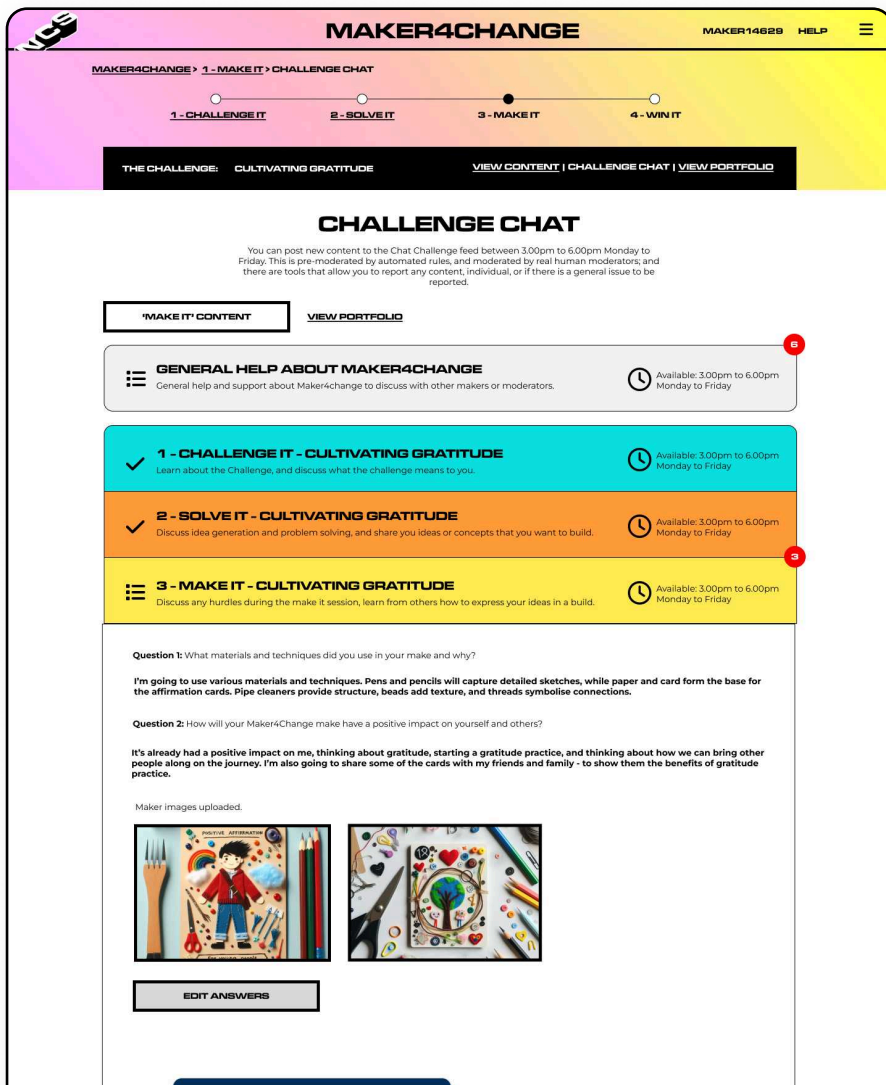 NCS
MAKER4CHANGE
MAKER14629 HELP
MAKER4CHANGE > 1 - MAKE IT > CHALLENGE CHAT
1 - CHALLENGE IT
2 - SOLVE IT
3 - MAKE IT
4 - WIN IT
THE CHALLENGE: CULTIVATING GRATITUDE
VIEW CONTENT | CHALLENGE CHAT | VIEW PORTFOLIO
CHALLENGE CHAT
You can post new content to the Chat Challenge feed between 3.00pm to 6.00pm Monday to
Friday. This is pre-moderated by automated rules, and moderated by real human moderators; and
there are tools that allow you to report any content, individual, or if there is a general issue to be
reported.
'MAKE IT' CONTENT
VIEW PORTFOLIO
6
GENERAL HELP ABOUT MAKER4CHANGE
General help and support about Maker4change to discuss with other makers or moderators.
Available: 3.00pm to 6.00pm
Monday to Friday
1 - CHALLENGE IT - CULTIVATING GRATITUDE
Learn about the Challenge, and discuss what the challenge means to you.
Available: 3.00pm to 6.00pm
Monday to Friday
2 - SOLVE IT - CULTIVATING GRATITUDE
Discuss idea generation and problem solving, and share you ideas or concepts that you want to build.
Available: 3.00pm to 6.00pm
Monday to Friday
3
3 - MAKE IT - CULTIVATING GRATITUDE
Discuss any hurdles during the make it session, learn from others how to express your ideas in a build.
Available: 3.00pm to 6.00pm
Monday to Friday
Question 1: What materials and techniques did you use in your make and why?
I'm going to use various materials and techniques. Pens and pencils will capture detailed sketches, while paper and card form the base for
the affirmation cards. Pipe cleaners provide structure, beads add texture, and threads symbolise connections.
Question 2: How will your Maker4Change make have a positive impact on yourself and others?
It's already had a positive impact on me, thinking about gratitude, starting a gratitude practice, and thinking about how we can bring other
people along on the journey. I'm also going to share some of the cards with my friends and family - to show them the benefits of gratitude
practice.
Maker images uploaded.
POSITIVE AFFIRMATION
EDIT ANSWERS